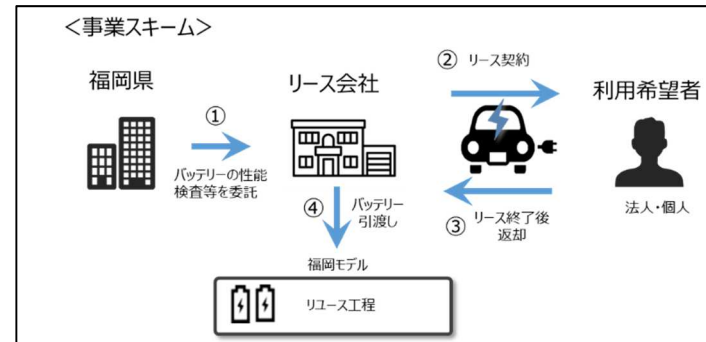 <事業スキーム>
福岡県
リース会社
利用希望者
①
バッテリーの性能
検査等を委託
② リース契約
③ リース終了後
返却
法人・個人
④ バッテリー
引渡し
福岡モデル
リユース工程